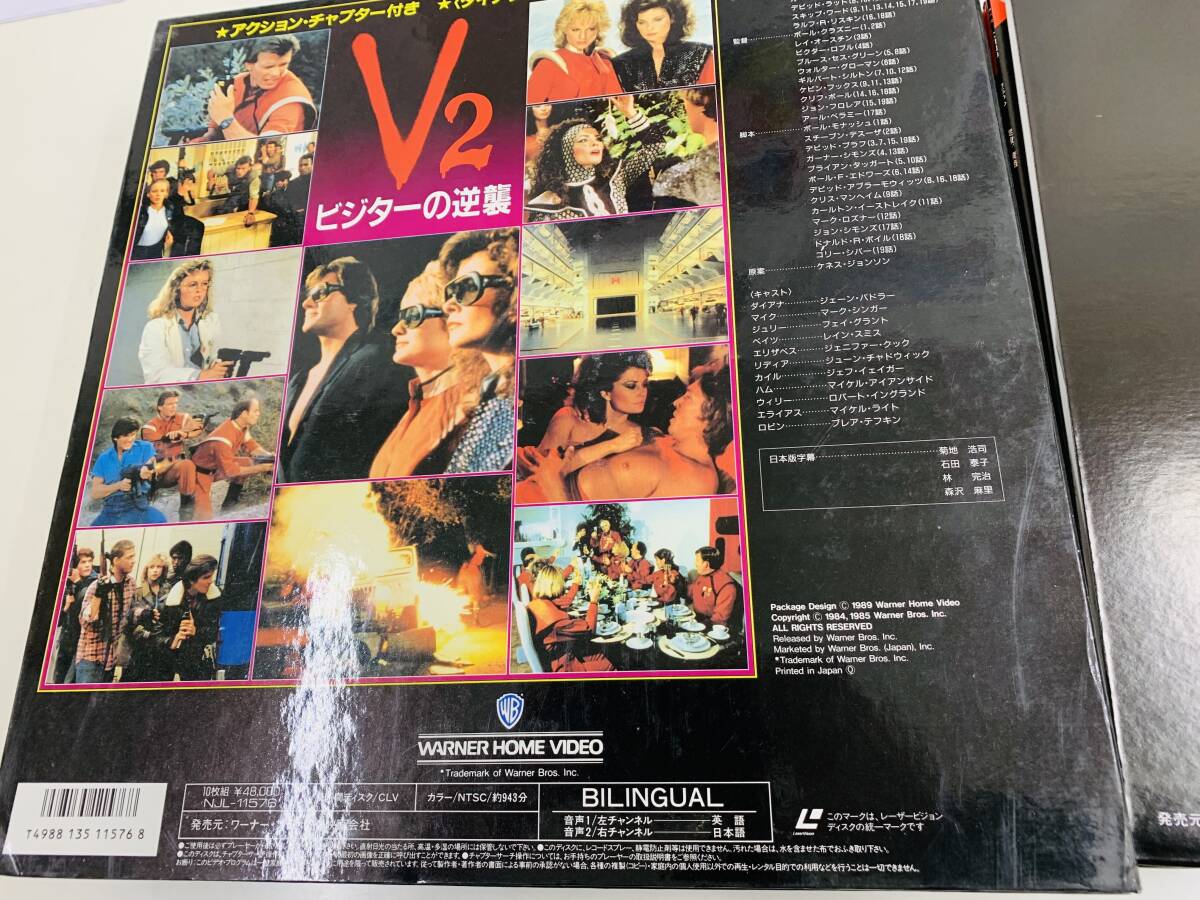 ★アクション・チャプター付き ★
V2
ビジターの逆襲
スキップ・ワード(6、11、13、14、15、17、19話)
ラルフ・R・リスキン(16、18話)
監督 ポール・クラズニー(1、2話)
レイ・オースチン(3話)
ビクター・ロブル(4話)
ブルース・セス・グリーン(5、8話)
ウォルター・グローマン(6話)
ギルバート・シルトン(7、10、12話)
ケビン・フックス(9、11、13話)
クリフ・ボール(14、16、18話)
ジョン・フロレア(15、19話)
アール・ベラミー(17話)
脚本 ポール・モナッシュ(1話)
スチーブン・デスーザ(2話)
デビッド・ブラフ(3、7、15、19話)
ガーナー・シモンズ(4、13話)
ブライアン・タッガート(5、10話)
ポール・F・エドワーズ(6、14話)
デビッド・アブラーモウィッツ(8、16、18話)
クリス・マンヘイム(9話)
カールトン・イーストレイク(11話)
マーク・ロズナー(12話)
ジョン・シモンズ(17話)
ドナルド・R・ボイル(18話)
コリー・シバー(19話)
原案 ケネス・ジョンソン
〈キャスト〉
ダイアナ…………ジェーン・バドラー
マイク……………マーク・シンガー
ジュリー…………フェイ・グラント
ベイツ……………レイン・スミス
エリザベス………ジェニファー・クック
リディア…………ジューン・チャドウィック
カイル……………ジェフ・イェイガー
ハム………………マイケル・アイアンサイド
ウィリー…………ロバート・イングランド
エライアス………マイケル・ライト
ロビン……………ブレア・テフキン
日本版字幕……………菊地 浩司
石田 泰子
林 完治
森沢 麻里
Package Design © 1989 Warner Home Video
Copyright © 1984, 1985 Warner Bros. Inc.
ALL RIGHTS RESERVED
Released by Warner Bros. Inc.
Marketed by Warner Bros. (Japan), Inc.
*Trademark of Warner Bros. Inc.
Printed in Japan Ⓠ
WB
WARNER HOME VIDEO
*Trademark of Warner Bros. Inc.
10枚組 ¥48,000
NJL-11576
ディスク/CLV
カラー/NTSC/約943分
発売元:ワーナー
会社
BILINGUAL
音声1/左チャンネル━━━英 語
音声2/右チャンネル━━━日本語
LaserVision
このマークは、レーザービジョン
ディスクの統一マークです
T4988 135 11576 8
発売元